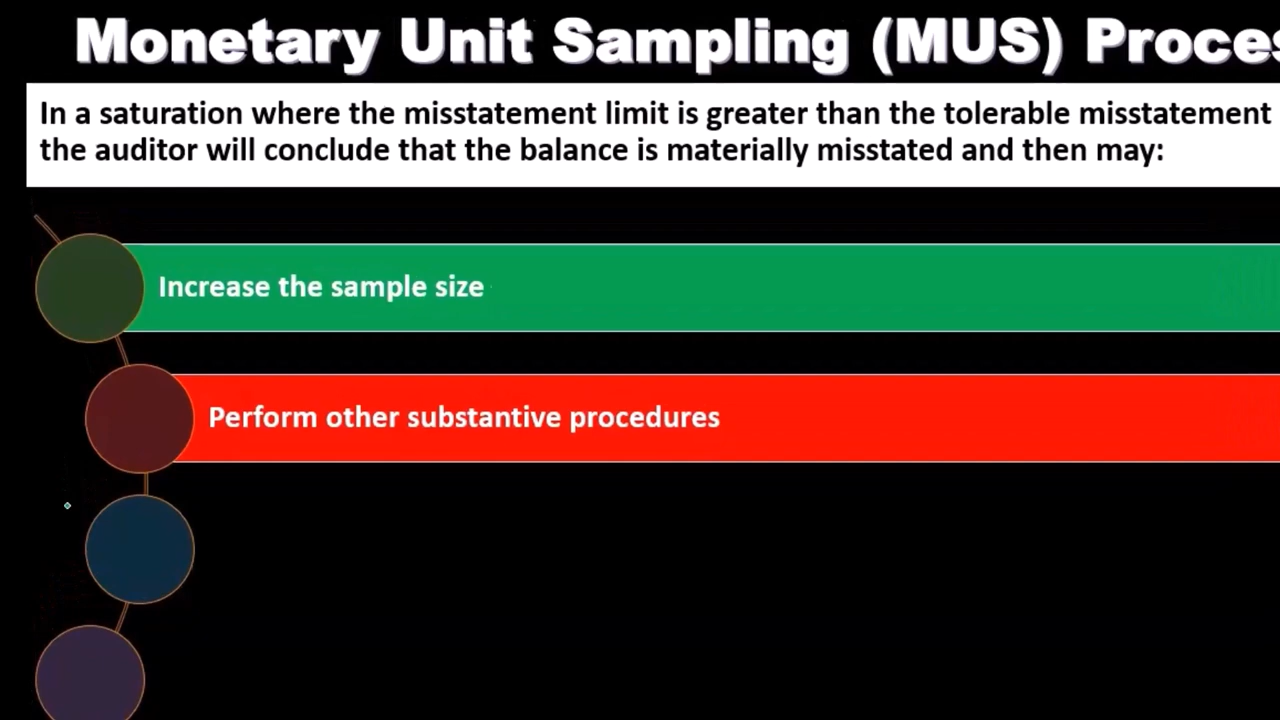 Monetary Unit Sampling (MUS)
In a saturation where the misstatement limit is greater than the tolerable misstatement
the auditor will conclude that the balance is materially misstated and then may:
Increase the sample size
Perform other substantive procedures